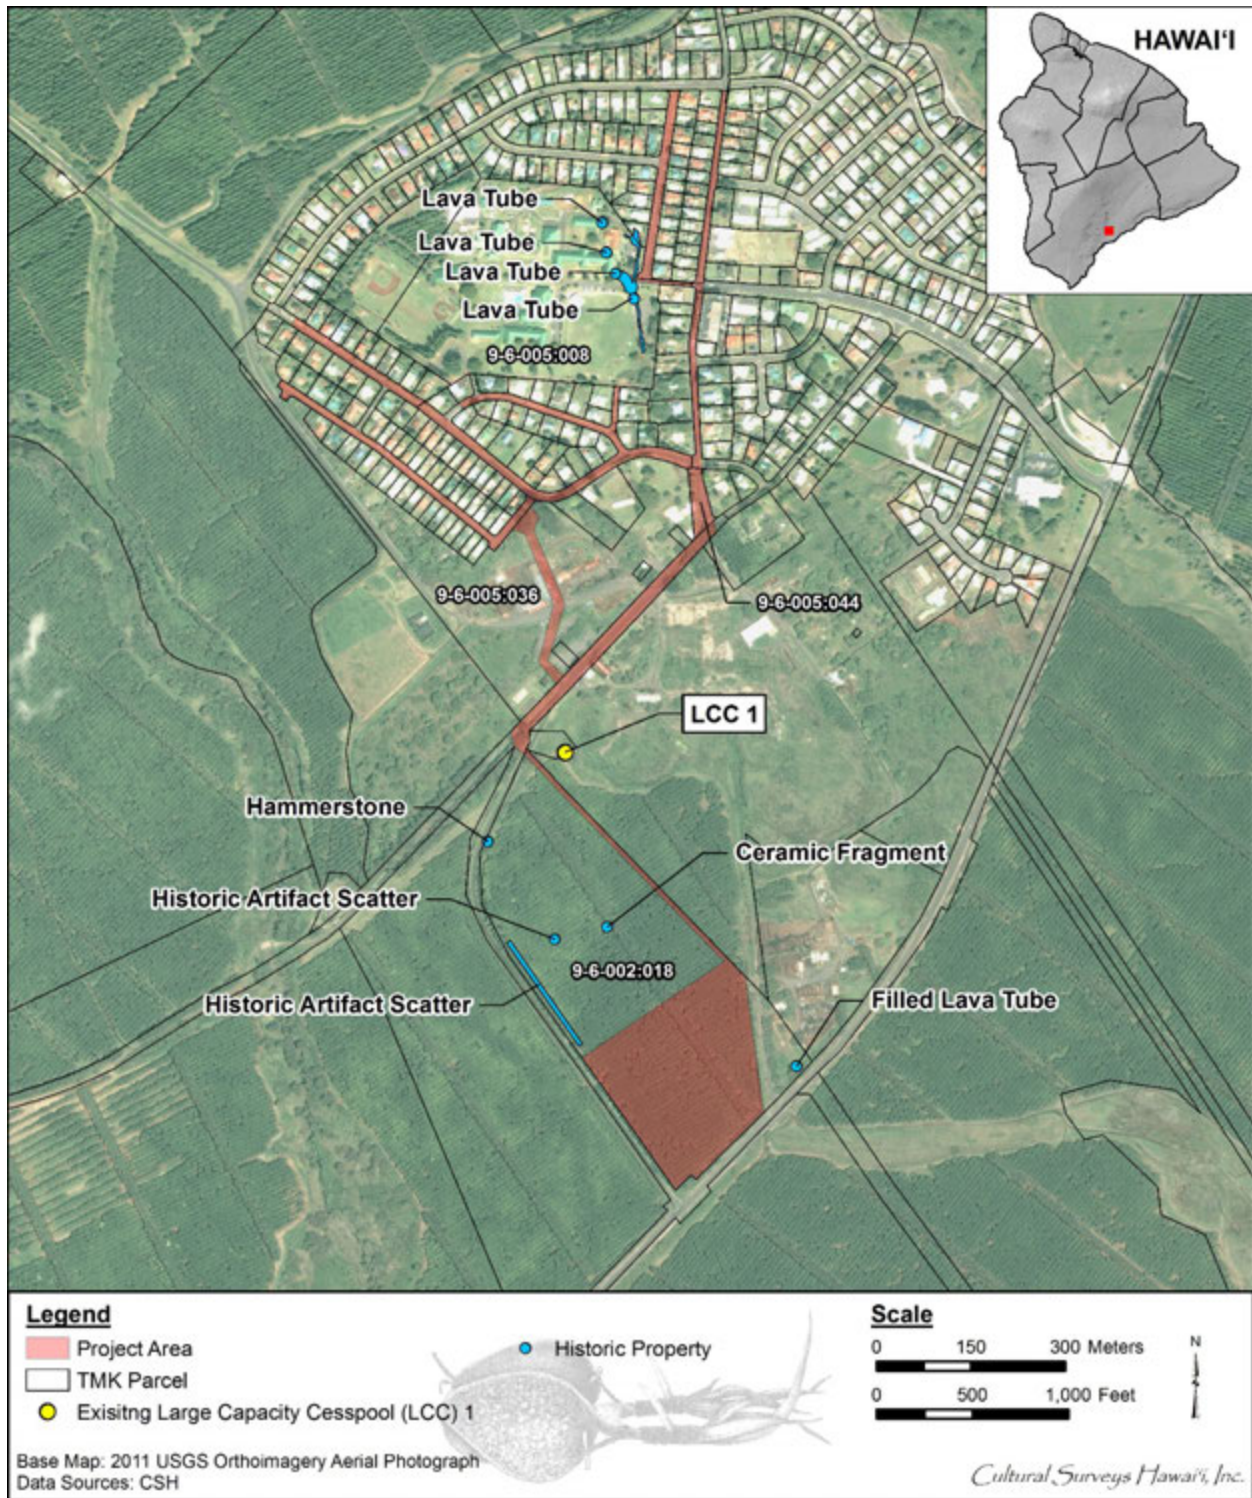 HAWAI‘I
Lava Tube
Lava Tube
Lava Tube
Lava Tube
9-6-005:008
9-6-005:036
9-6-005:044
LCC 1
Hammerstone
Ceramic Fragment
Historic Artifact Scatter
9-6-002:018
Historic Artifact Scatter
Filled Lava Tube
Legend
Project Area
TMK Parcel
Exisitng Large Capacity Cesspool (LCC) 1
Historic Property
Scale
0 150 300 Meters
0 500 1,000 Feet
N
Base Map: 2011 USGS Orthoimagery Aerial Photograph
Data Sources: CSH
Cultural Surveys Hawai‘i, Inc.